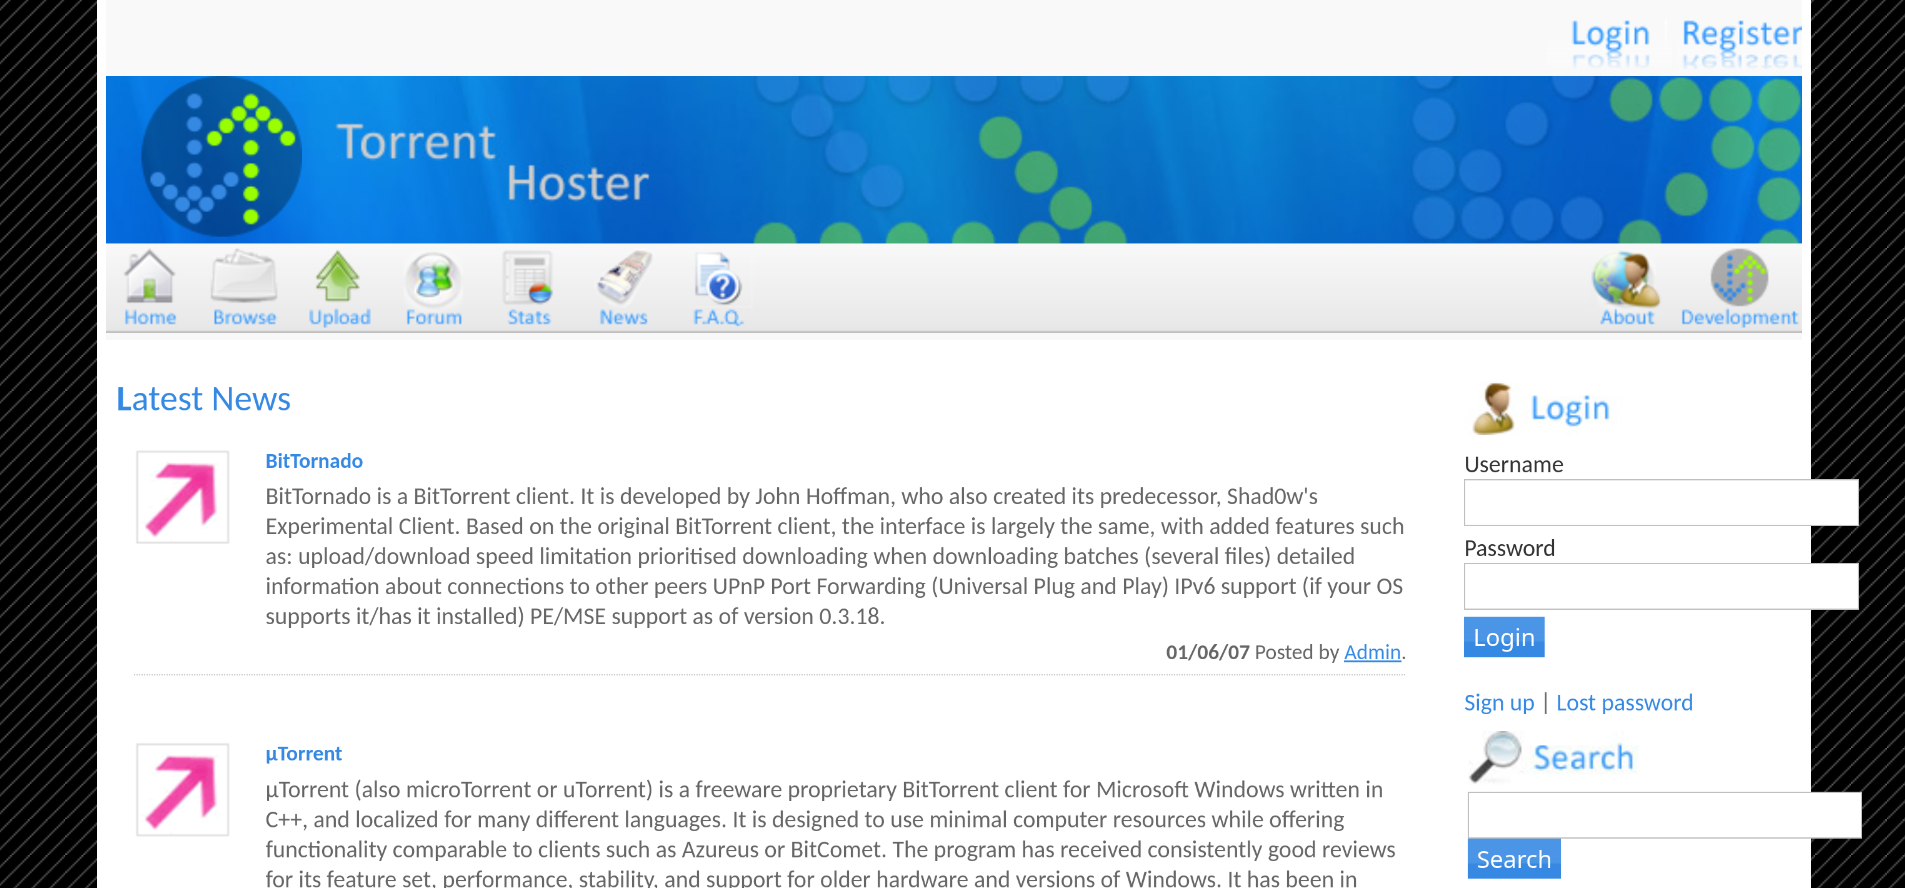 Login Register
Torrent
Hoster
Home Browse Upload Forum Stats News F.A.Q. About Development
Latest News
BitTornado
BitTornado is a BitTorrent client. It is developed by John Hoffman, who also created its predecessor, Shad0w's
Experimental Client. Based on the original BitTorrent client, the interface is largely the same, with added features such
as: upload/download speed limitation prioritised downloading when downloading batches (several files) detailed
information about connections to other peers UPnP Port Forwarding (Universal Plug and Play) IPv6 support (if your OS
supports it/has it installed) PE/MSE support as of version 0.3.18.
01/06/07 Posted by Admin.
µTorrent
µTorrent (also microTorrent or uTorrent) is a freeware proprietary BitTorrent client for Microsoft Windows written in
C++, and localized for many different languages. It is designed to use minimal computer resources while offering
functionality comparable to clients such as Azureus or BitComet. The program has received consistently good reviews
for its feature set, performance, stability, and support for older hardware and versions of Windows. It has been in
Login
Username
Password
Login
Sign up | Lost password
Search
Search